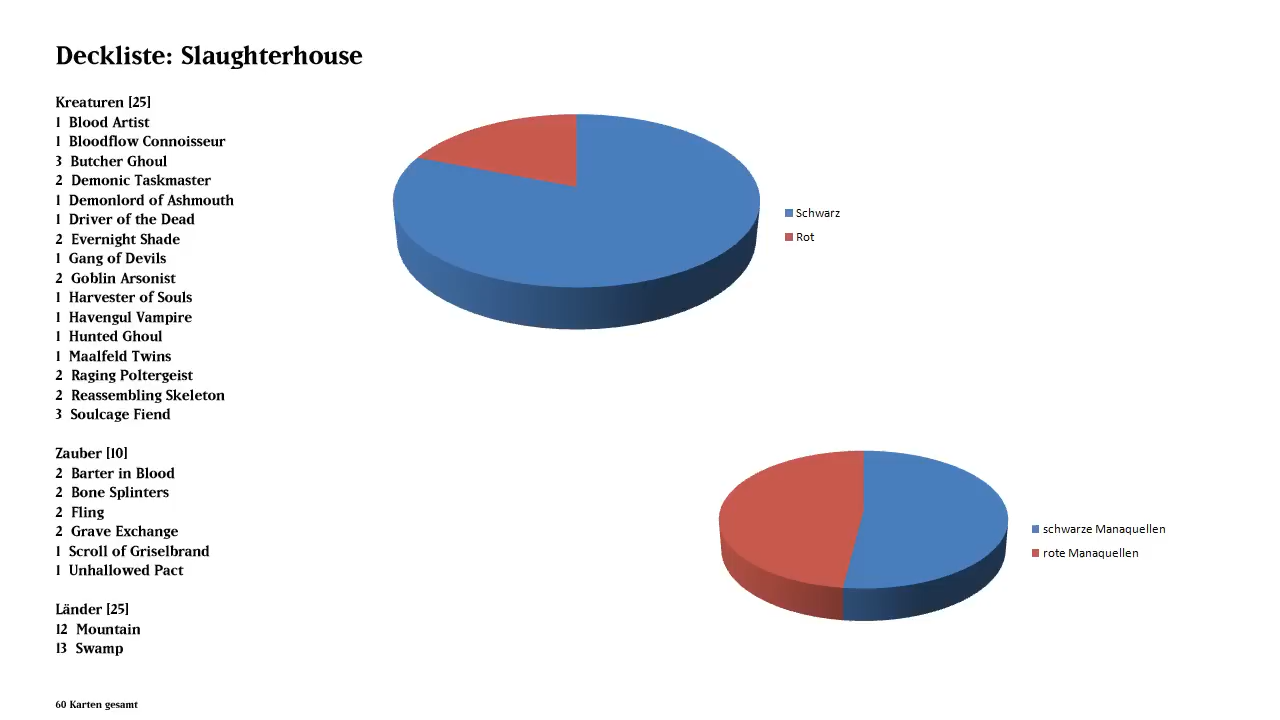 Deckliste: Slaughterhouse
Kreaturen [25]
1 Blood Artist
1 Bloodflow Connoisseur
3 Butcher Ghoul
2 Demonic Taskmaster
1 Demonlord of Ashmouth
1 Driver of the Dead
2 Evernight Shade
1 Gang of Devils
2 Goblin Arsonist
1 Harvester of Souls
1 Havengul Vampire
1 Hunted Ghoul
1 Maalfeld Twins
2 Raging Poltergeist
2 Reassembling Skeleton
3 Soulcage Fiend
Zauber [10]
2 Barter in Blood
2 Bone Splinters
2 Fling
2 Grave Exchange
1 Scroll of Griselbrand
1 Unhallowed Pact
Länder [25]
12 Mountain
13 Swamp
60 Karten gesamt
Schwarz
Rot
schwarze Manaquellen
rote Manaquellen